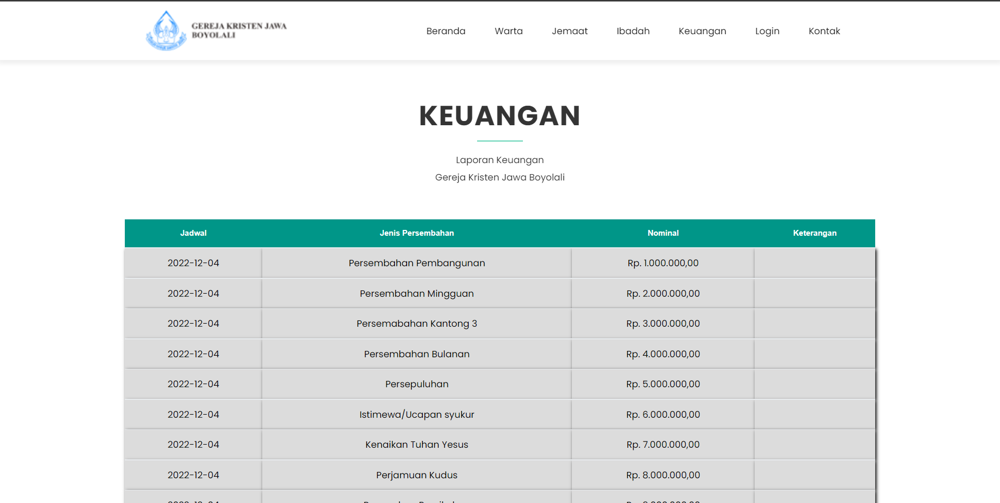 GEREJA KRISTEN JAWA
BOYOLALI
Beranda Warta Jemaat Ibadah Keuangan Login Kontak
KEUANGAN
Laporan Keuangan
Gereja Kristen Jawa Boyolali
Jadwal Jenis Persembahan Nominal Keterangan
2022-12-04 Persembahan Pembangunan Rp. 1.000.000,00
2022-12-04 Persembahan Mingguan Rp. 2.000.000,00
2022-12-04 Persemabahan Kantong 3 Rp. 3.000.000,00
2022-12-04 Persembahan Bulanan Rp. 4.000.000,00
2022-12-04 Persepuluhan Rp. 5.000.000,00
2022-12-04 Istimewa/Ucapan syukur Rp. 6.000.000,00
2022-12-04 Kenaikan Tuhan Yesus Rp. 7.000.000,00
2022-12-04 Perjamuan Kudus Rp. 8.000.000,00